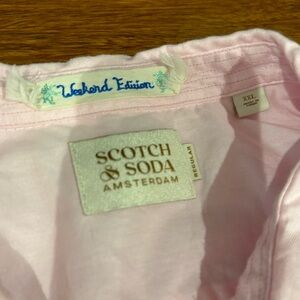 Weekend Edition
XXL
SCOTCH
& SODA
AMSTERDAM
REGULAR